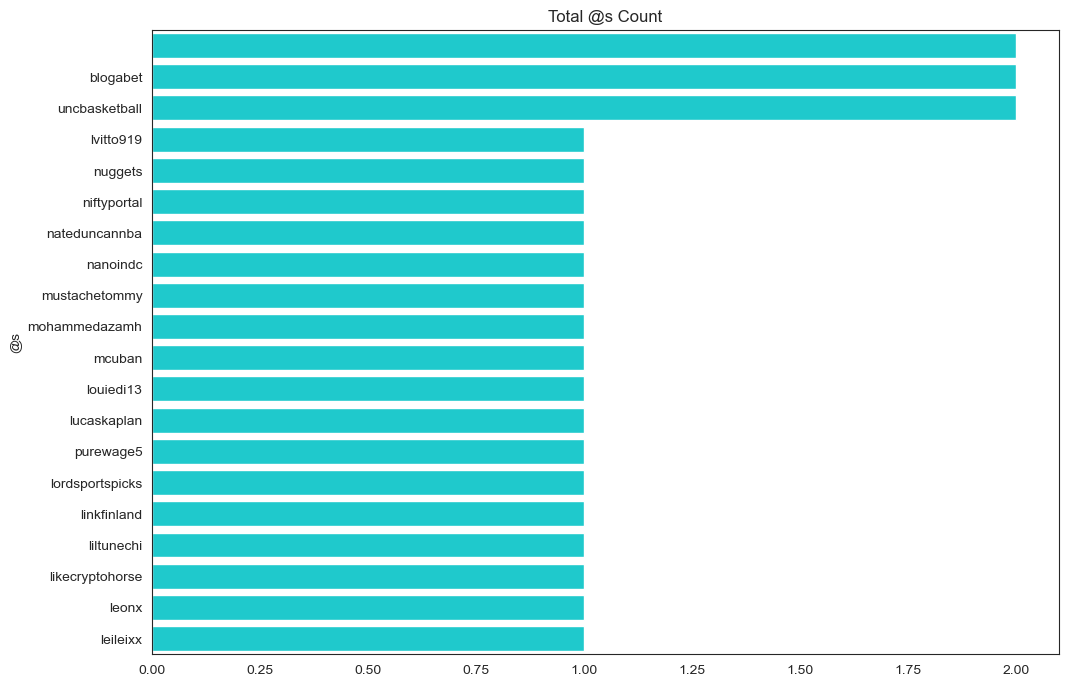 Total @s Count
blogabet
uncbasketball
lvitto919
nuggets
niftyportal
nateduncannba
nanoindc
mustachetommy
mohammedazamh
mcuban
louiedi13
lucaskaplan
purewage5
lordsportspicks
linkfinland
liltunechi
likecryptohorse
leonx
leileixx
@s
0.00 0.25 0.50 0.75 1.00 1.25 1.50 1.75 2.00